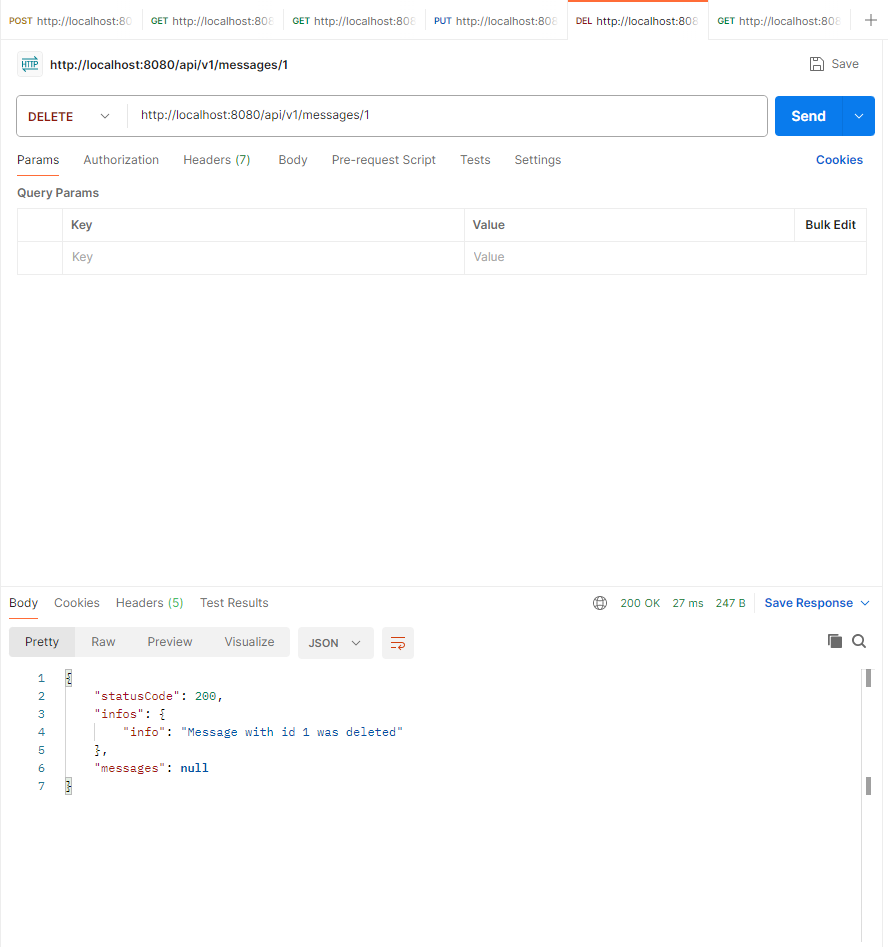 POST http://localhost:80 GET http://localhost:808 GET http://localhost:808 PUT http://localhost:808 DEL http://localhost:808 GET http://localhost:808
HTTP http://localhost:8080/api/v1/messages/1 Save
DELETE http://localhost:8080/api/v1/messages/1 Send
Params Authorization Headers (7) Body Pre-request Script Tests Settings Cookies
Query Params
Key Value Bulk Edit
Key Value
Body Cookies Headers (5) Test Results 200 OK 27 ms 247 B Save Response
Pretty Raw Preview Visualize JSON
1 {
2 "statusCode": 200,
3 "infos": {
4 "info": "Message with id 1 was deleted"
5 },
6 "messages": null
7 }